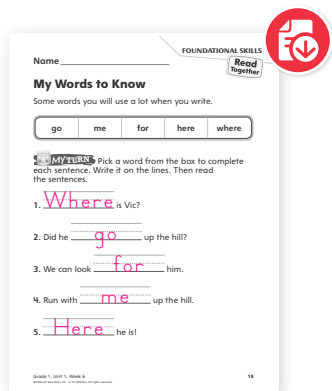 FOUNDATIONAL SKILLS
Read
Together
Name
My Words to Know
Some words you will use a lot when you write.
go me for here where
MY TURN Pick a word from the box to complete
each sentence. Write it on the lines. Then read
the sentences.
1. Where is Vic?
2. Did he go up the hill?
3. We can look for him.
4. Run with me up the hill.
5. Here he is!
Grade 1, Unit 1, Week 6 18